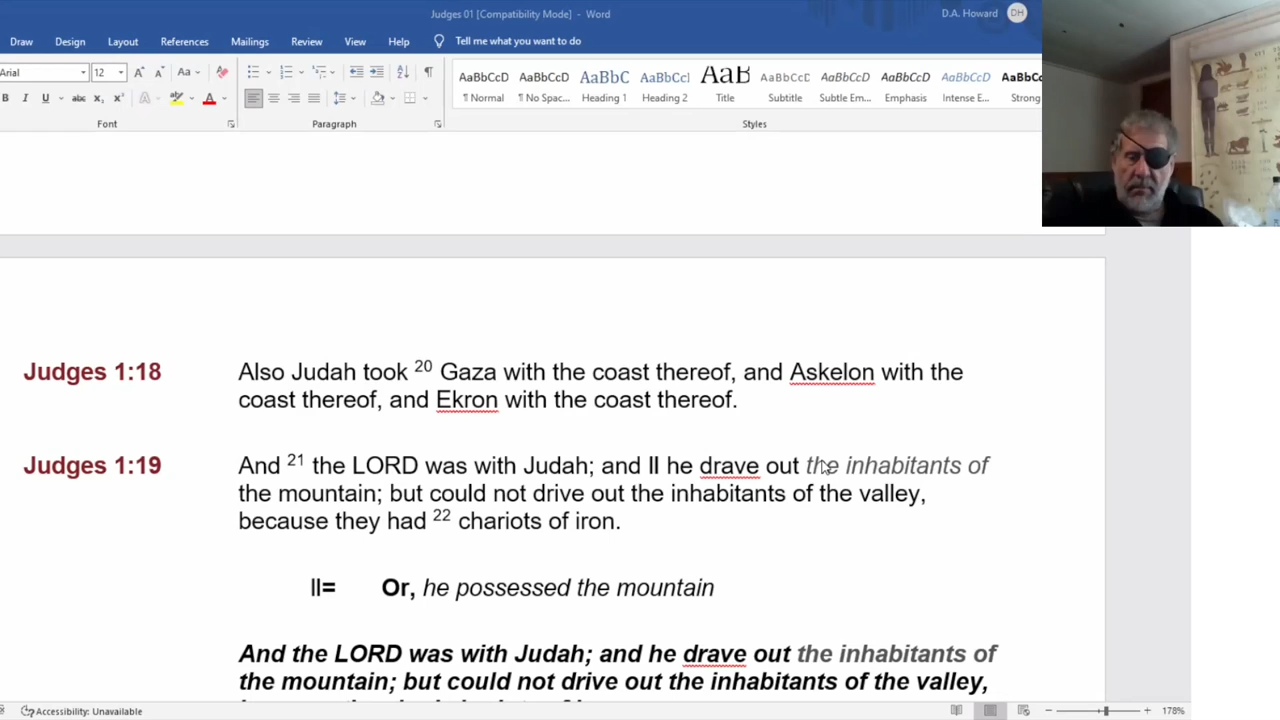 Judges 01 [Compatibility Mode] - Word
D.A. Howard DH
Draw Design Layout References Mailings Review View Help Tell me what you want to do
Arial 12 Aa
B I U abc x₂ x² A A
AaBbCcD AaBbCcD AaBbC AaBbCcI AaB AaBbCcD AaBbCcD AaBbCcD AaBbCcD AaBbCc
¶ Normal ¶ No Spac... Heading 1 Heading 2 Title Subtitle Subtle Em... Emphasis Intense E... Strong
Font Paragraph Styles
Judges 1:18 Also Judah took 20 Gaza with the coast thereof, and Askelon with the
coast thereof, and Ekron with the coast thereof.
Judges 1:19 And 21 the LORD was with Judah; and ǁ he drave out the inhabitants of
the mountain; but could not drive out the inhabitants of the valley,
because they had 22 chariots of iron.
ǁ= Or, he possessed the mountain
And the LORD was with Judah; and he drave out the inhabitants of
the mountain; but could not drive out the inhabitants of the valley,
Accessibility: Unavailable 178%